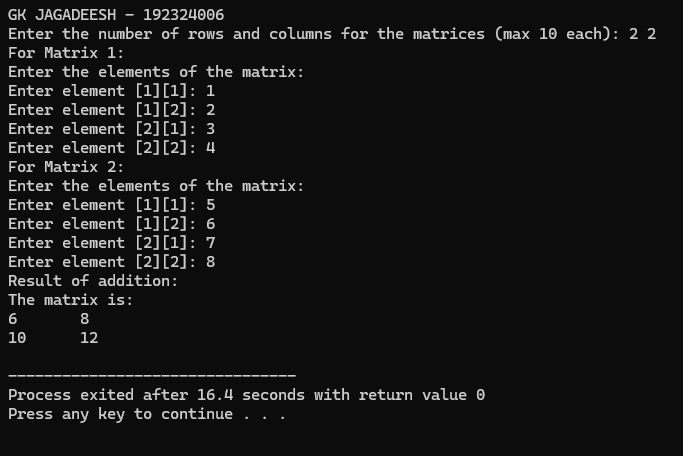 GK JAGADEESH - 192324006
Enter the number of rows and columns for the matrices (max 10 each): 2 2
For Matrix 1:
Enter the elements of the matrix:
Enter element [1][1]: 1
Enter element [1][2]: 2
Enter element [2][1]: 3
Enter element [2][2]: 4
For Matrix 2:
Enter the elements of the matrix:
Enter element [1][1]: 5
Enter element [1][2]: 6
Enter element [2][1]: 7
Enter element [2][2]: 8
Result of addition:
The matrix is:
6       8
10      12
--------------------------------
Process exited after 16.4 seconds with return value 0
Press any key to continue . . .